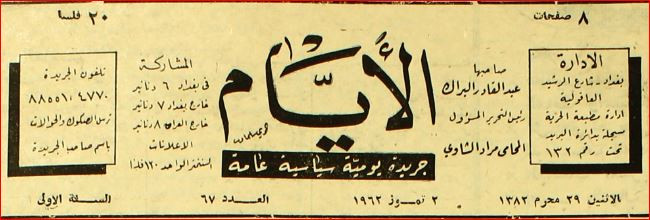 ٨ صفحات
٢٠ فلسا
الادارة
بغداد - شارع الرشيد
العاقولية
ادارة مطبعة الحرية
مسجلة بدائرة البريد
تحت رقم ١٣٢
صاحبها
عبد القادر البراك
رئيس التحرير المسؤول
المحامي مراد الشاوي
الأيام
جريدة يومية سياسية عامة
المشاركة
في بغداد ٦ دنانير
خارج بغداد ٧ دنانير
خارج العراق ٨ دنانير
الاعلانات
السنتمتر الواحد ١٢٠ فلسا
تلفون الجريدة
٨٨٥٥١ / ٤٧٧٠
ترسل الصكوك والحوالات
باسم صاحب الجريدة
الاثنين ٢٩ محرم ١٣٨٢
٢ تموز ١٩٦٢
العدد ٦٧
السنة الاولى